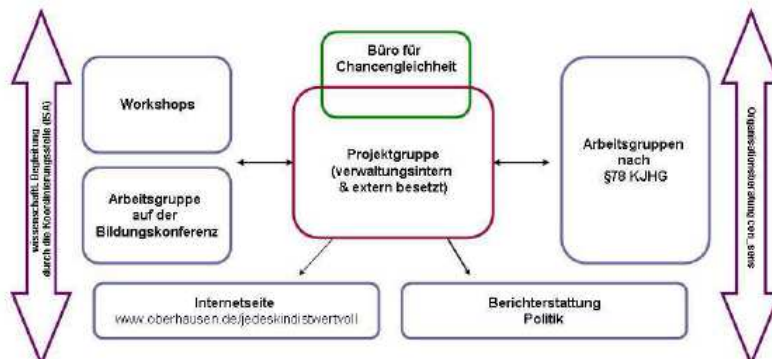 wissenschaftl. Begleitung
durch die Koordinierungsstelle (ISA)
Workshops
Arbeitsgruppe
auf der
Bildungskonferenz
Büro für
Chancengleichheit
Projektgruppe
(verwaltungsintern
& extern besetzt)
Arbeitsgruppen
nach
§78 KJHG
Organisationsberatung con_sens
Internetseite
www.oberhausen.de/jedeskindistwertvoll
Berichterstattung
Politik